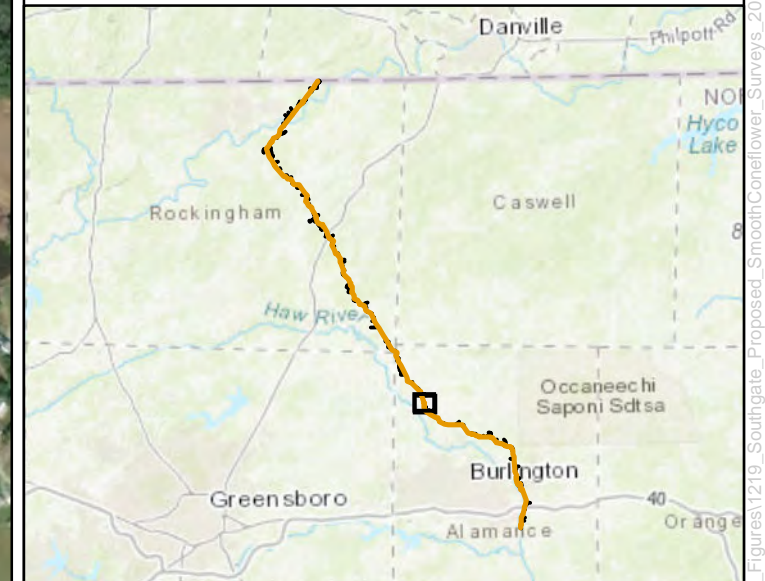 Danville
Philpott Rd
NOR
Hyco
Lake
Rockingham
Caswell
8
Haw River
Occaneechi
Saponi Sdtsa
Burlington
Greensboro
40
Alamance
Orange
Figures\1219_Southgate_Proposed_SmoothConeflower_Surveys_20